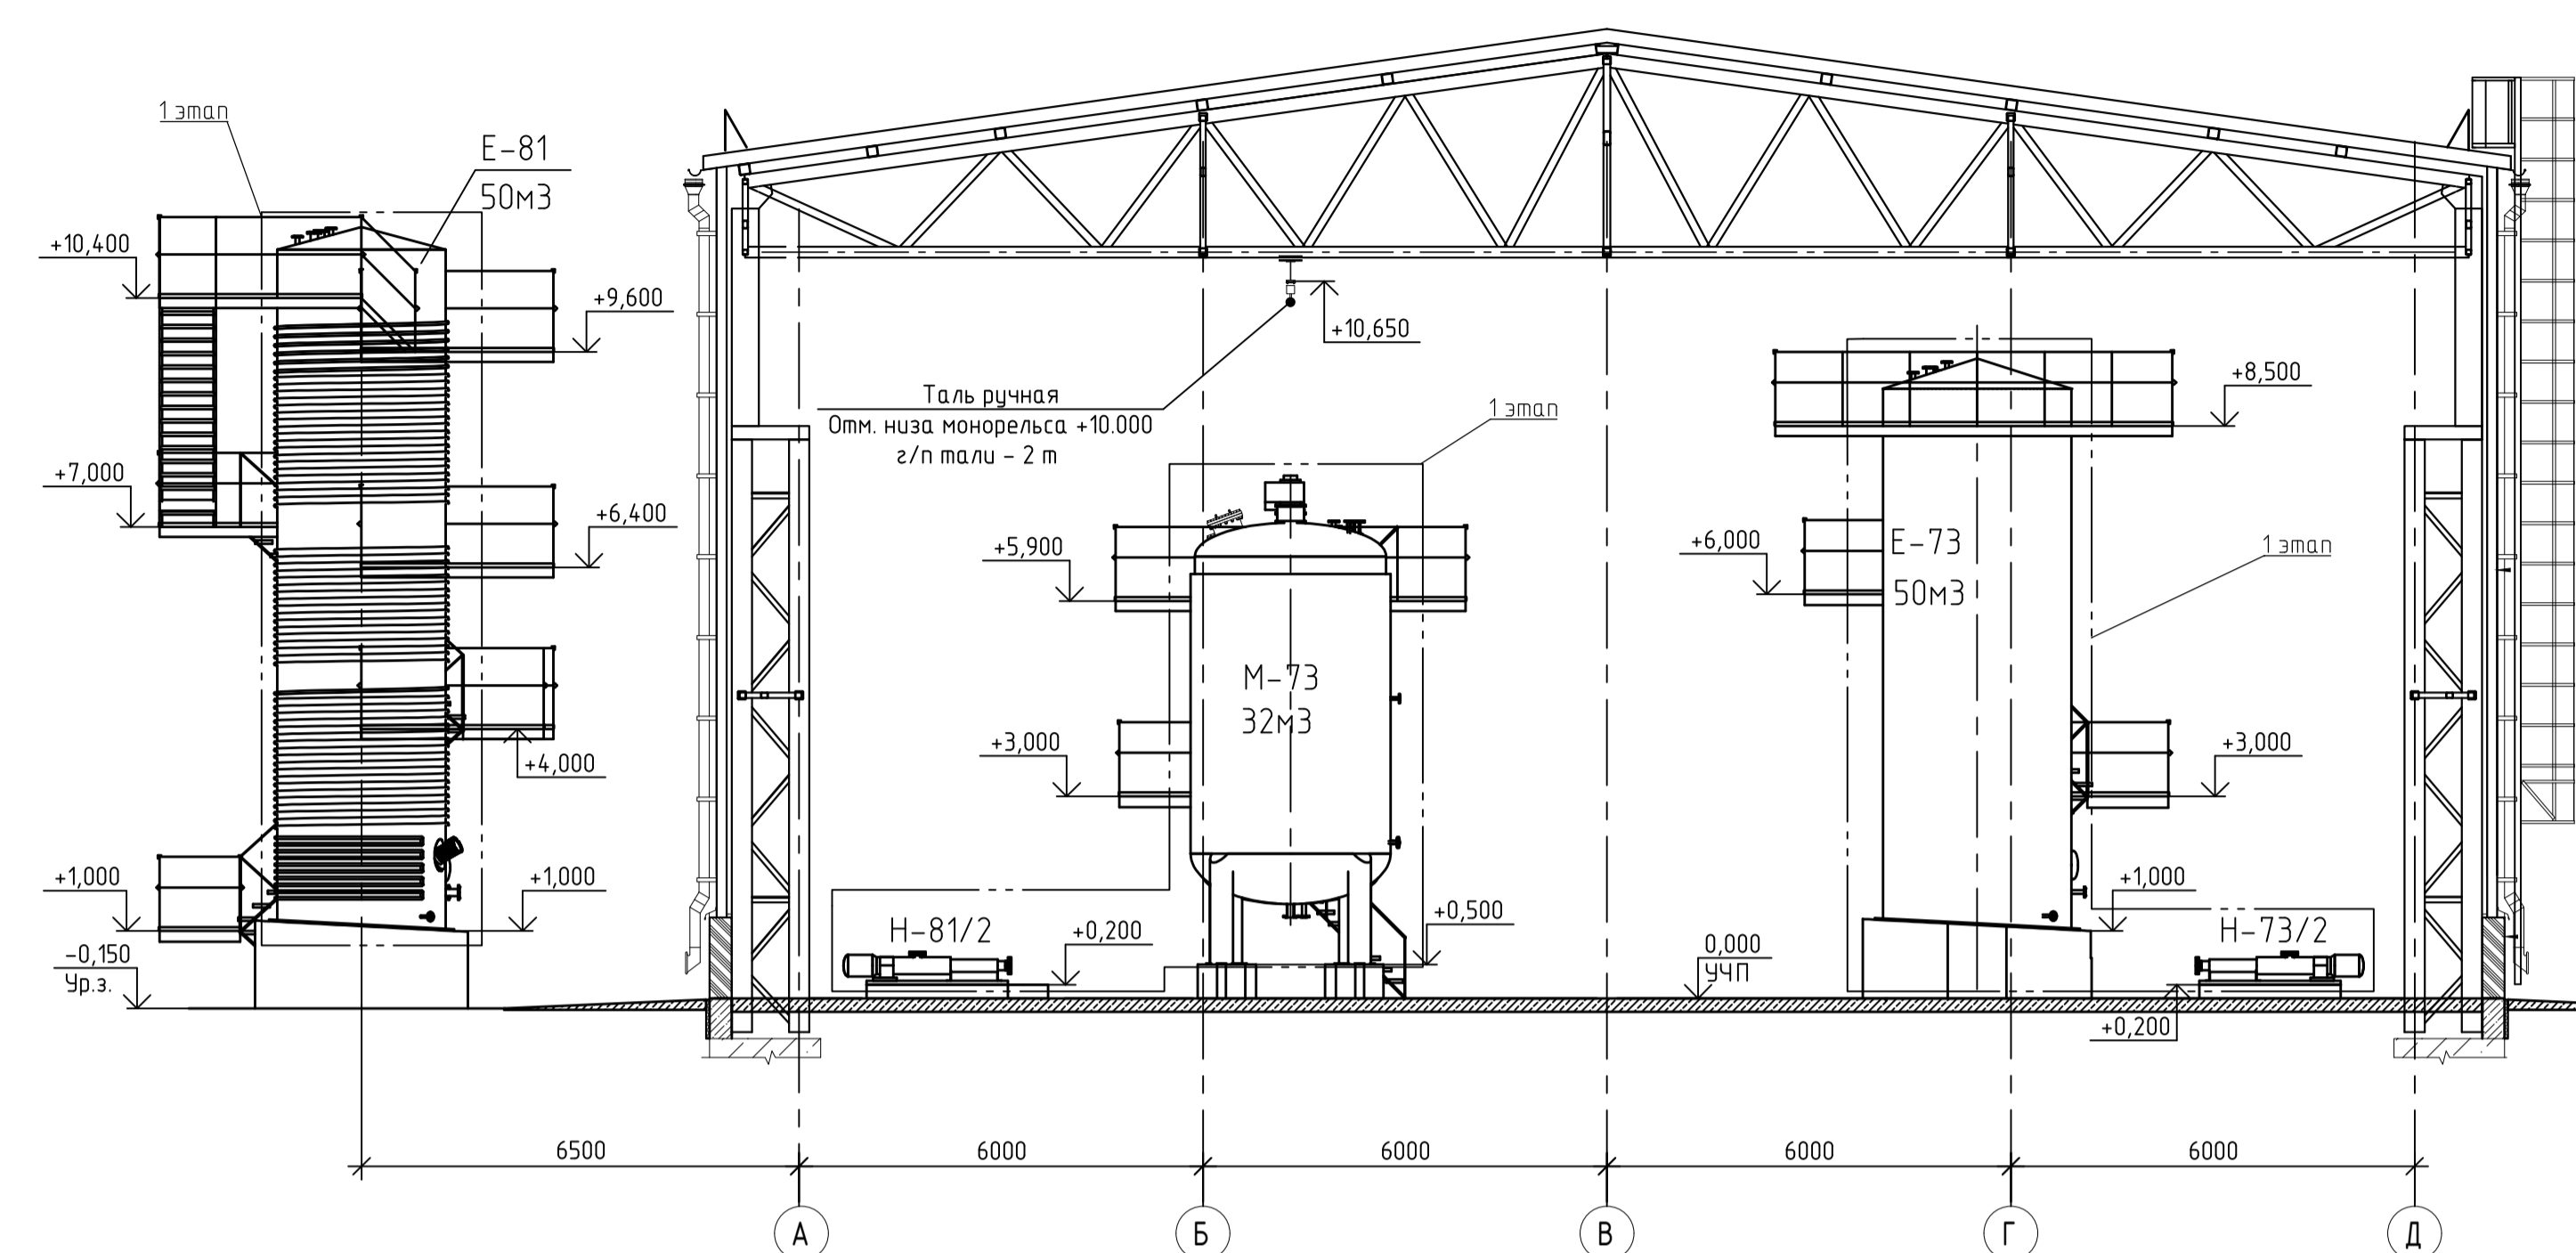 1 этап
Е-81
50м3
+10,400
+9,600
+10,650
Таль ручная
Отм. низа монорельса +10.000
г/п тали - 2 т
1 этап
+8,500
+7,000
+6,400
+5,900
+6,000
Е-73
50м3
1 этап
М-73
32м3
+4,000
+3,000
+3,000
+1,000
+1,000
+1,000
-0,150
Ур.з.
Н-81/2
+0,200
+0,500
0,000
УЧП
Н-73/2
+0,200
6500
6000
6000
6000
6000
А
Б
В
Г
Д